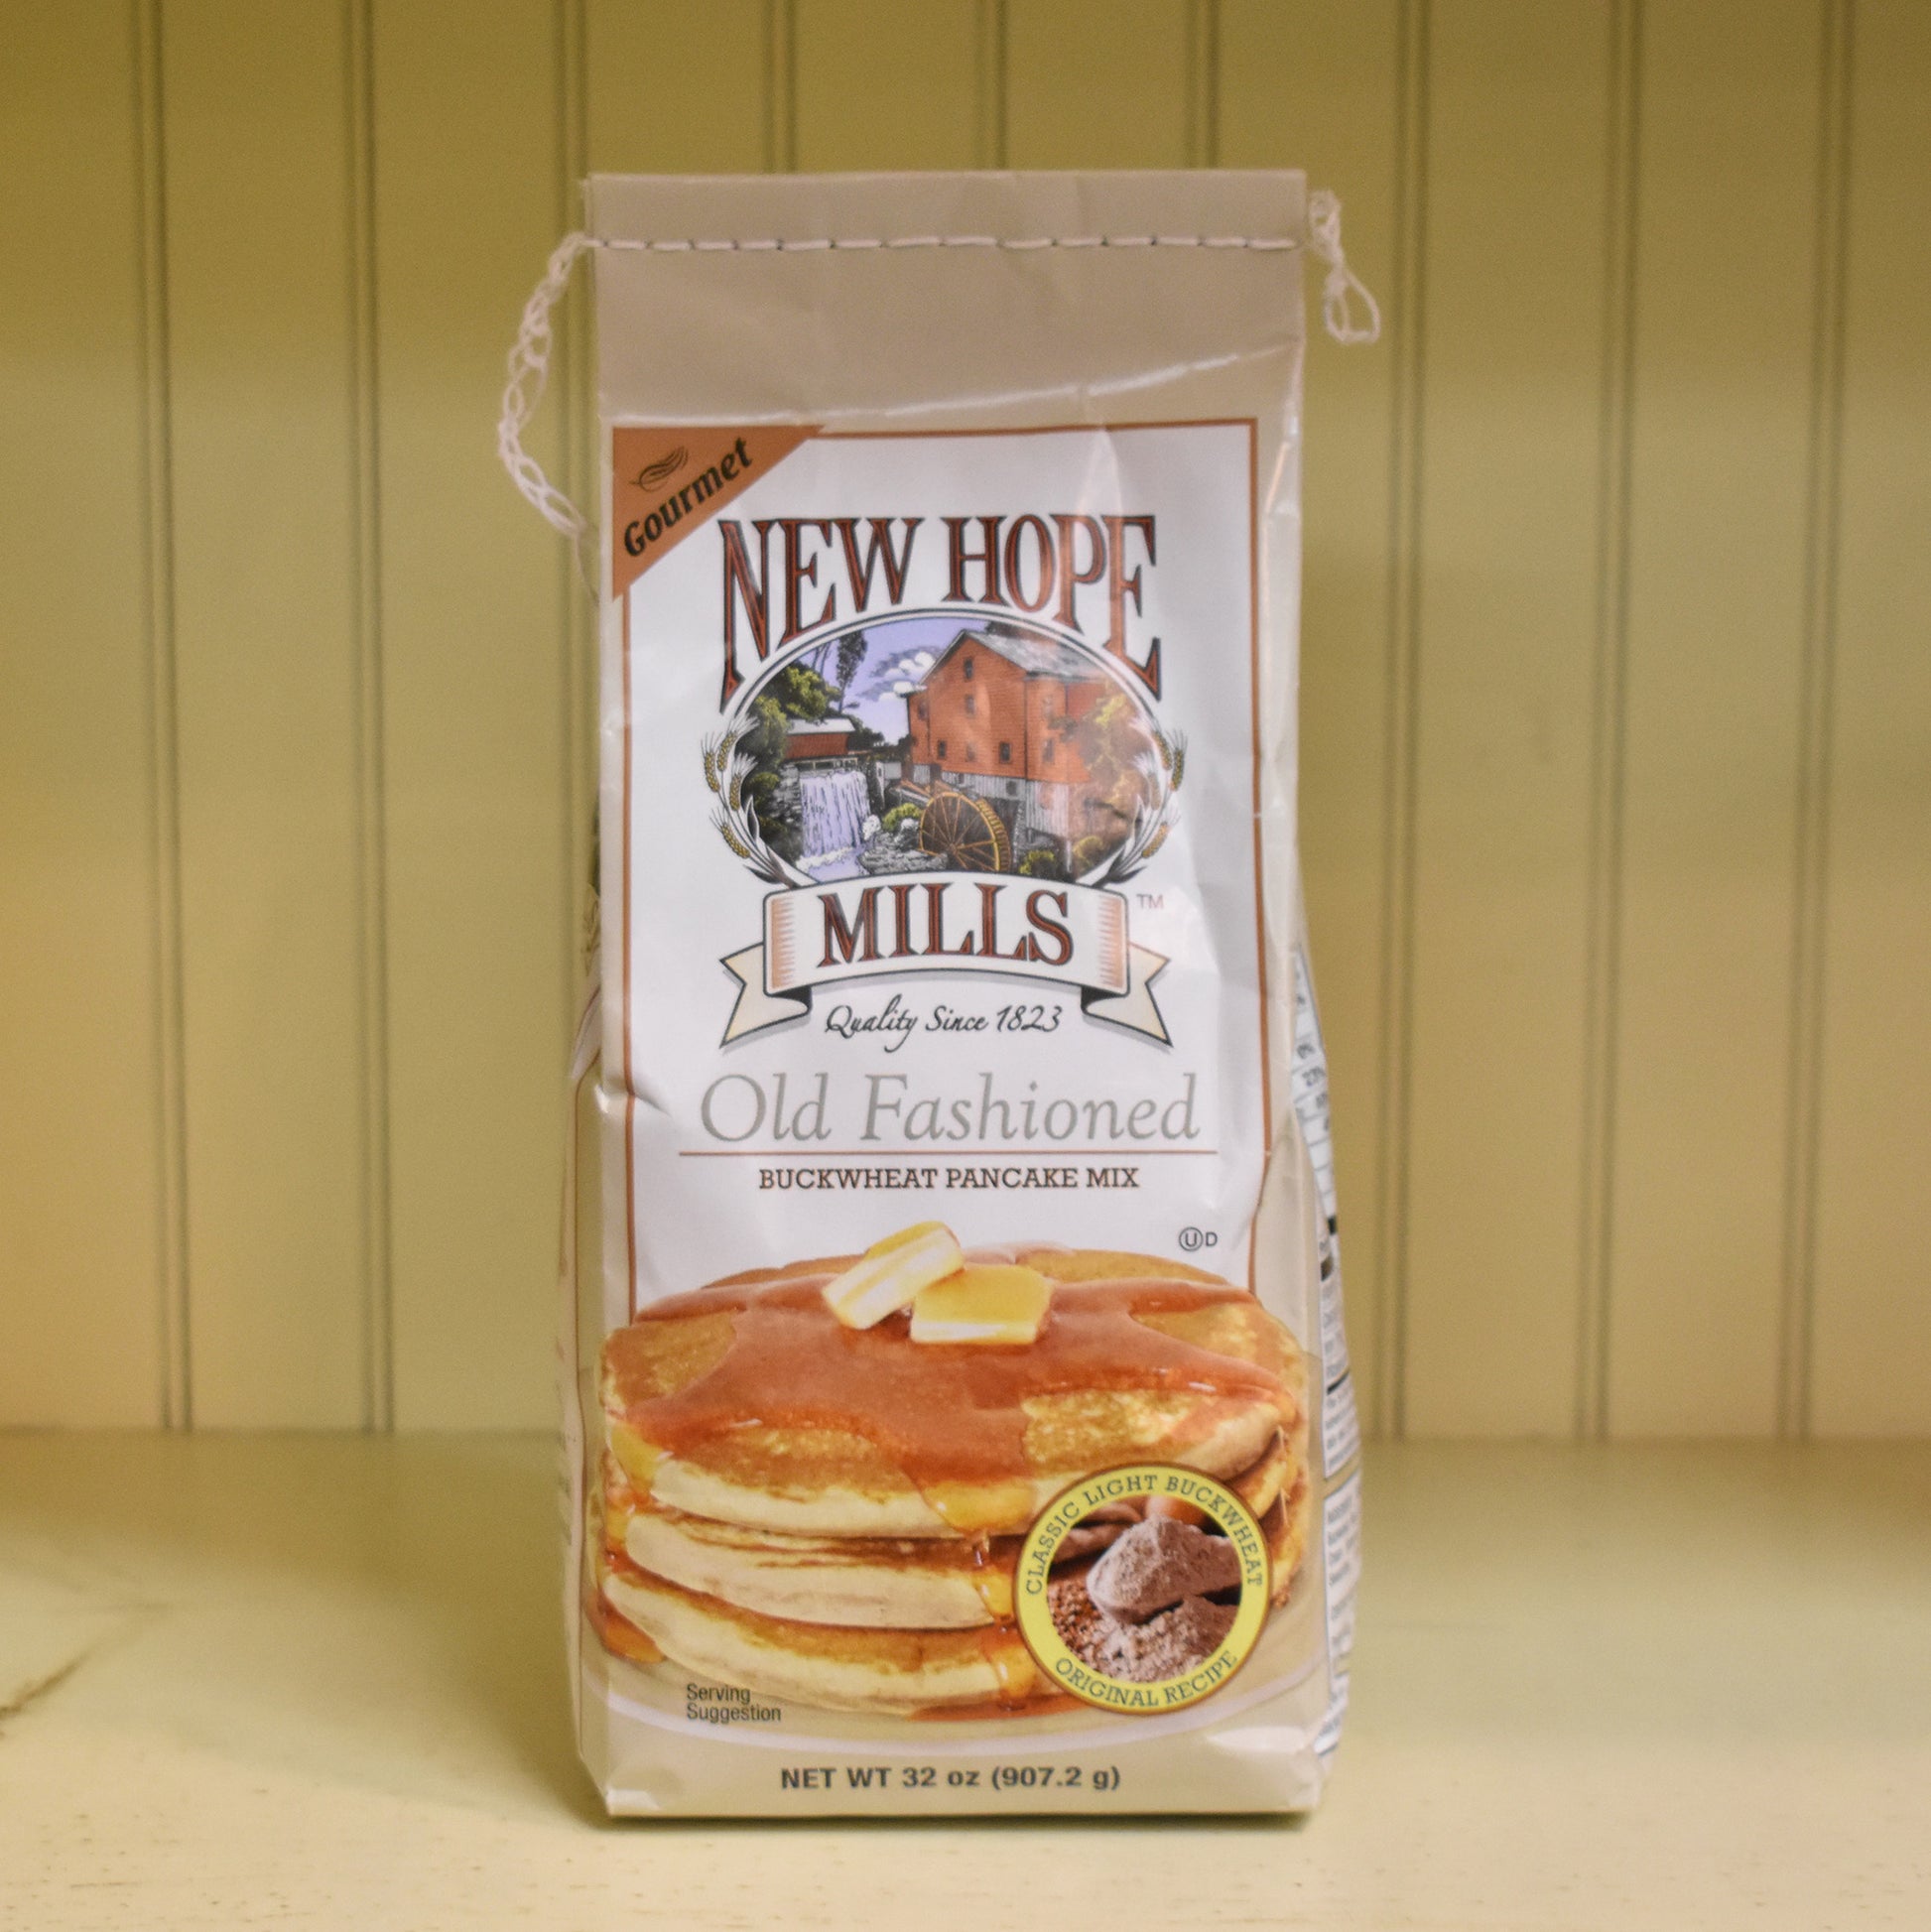 Gourmet
NEW HOPE
MILLS
TM
Quality Since 1823
Old Fashioned
BUCKWHEAT PANCAKE MIX
UD
CLASSIC LIGHT BUCKWHEAT
ORIGINAL RECIPE
Serving
Suggestion
NET WT 32 oz (907.2 g)